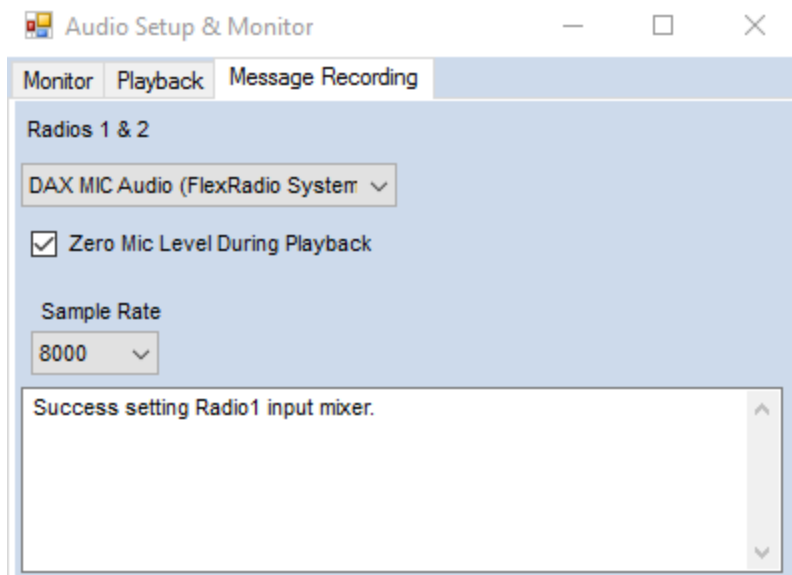 Audio Setup & Monitor
Monitor Playback Message Recording
Radios 1 & 2
DAX MIC Audio (FlexRadio System
Zero Mic Level During Playback
Sample Rate
8000
Success setting Radio1 input mixer.